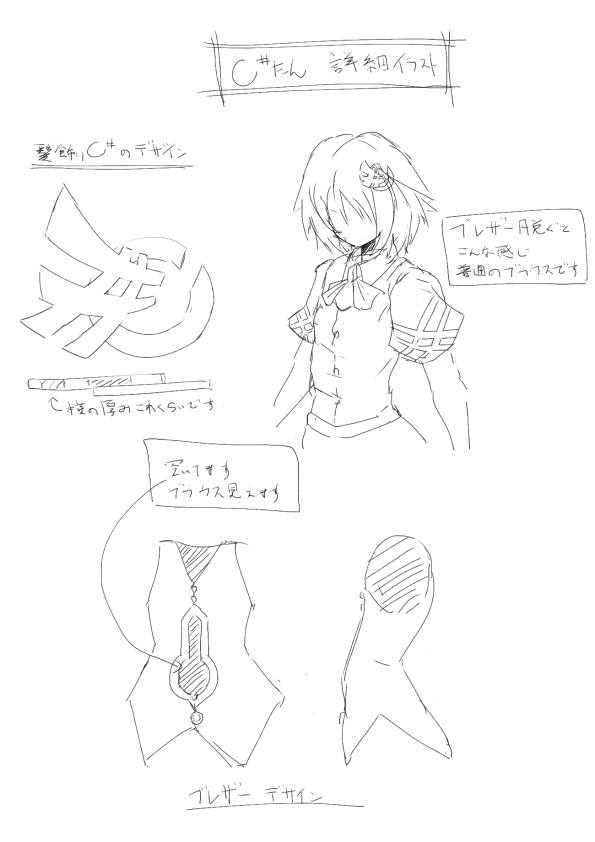 C#たん 詳細イラスト
髪飾りC#のデザイン
ブレザー脱ぐと
こんな感じ
普通のブラウスです
横の厚みこれくらいです
空いてます
ブラウス見えます
ブレザー デザイン